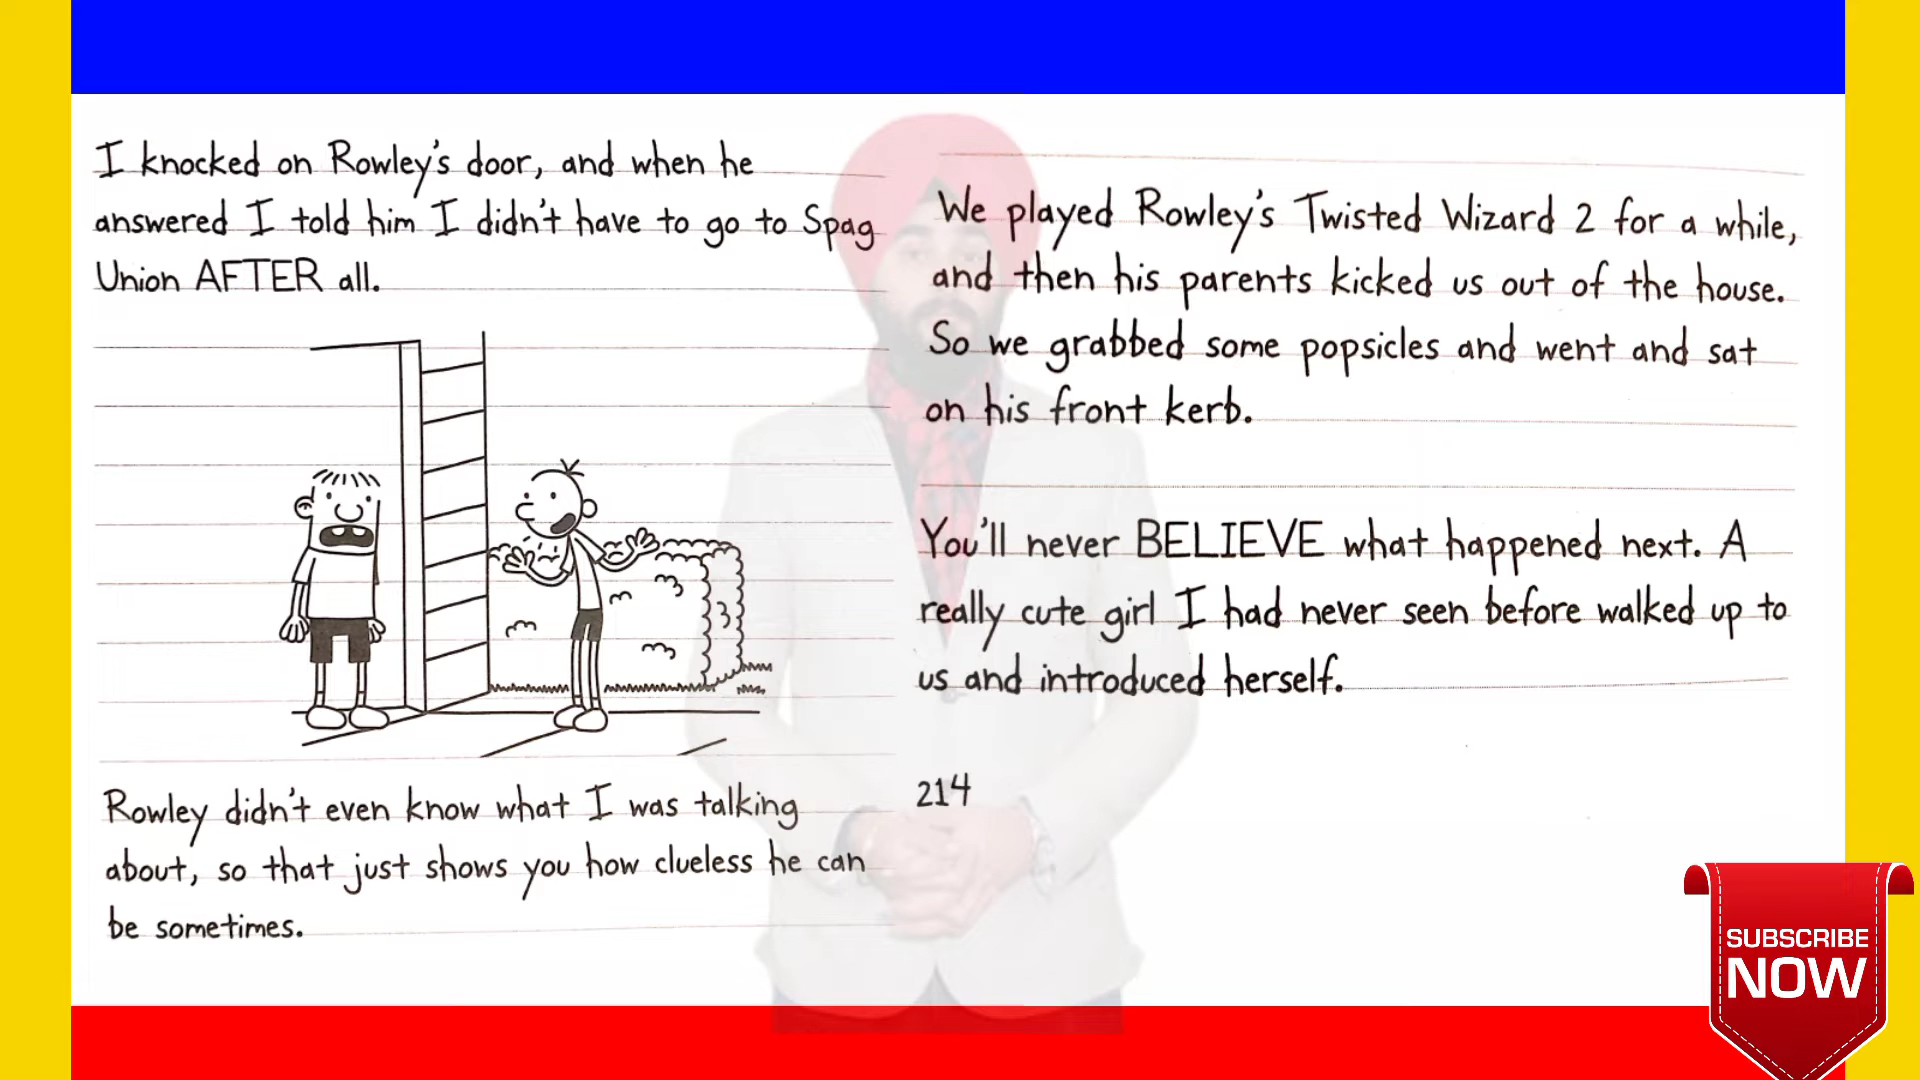 I knocked on Rowley's door, and when he
answered I told him I didn't have to go to Spag
Union AFTER all.
Rowley didn't even know what I was talking
about, so that just shows you how clueless he can
be sometimes.
We played Rowley's Twisted Wizard 2 for a while,
and then his parents kicked us out of the house.
So we grabbed some popsicles and went and sat
on his front kerb.
You'll never BELIEVE what happened next. A
really cute girl I had never seen before walked up to
us and introduced herself.
214
SUBSCRIBE
NOW